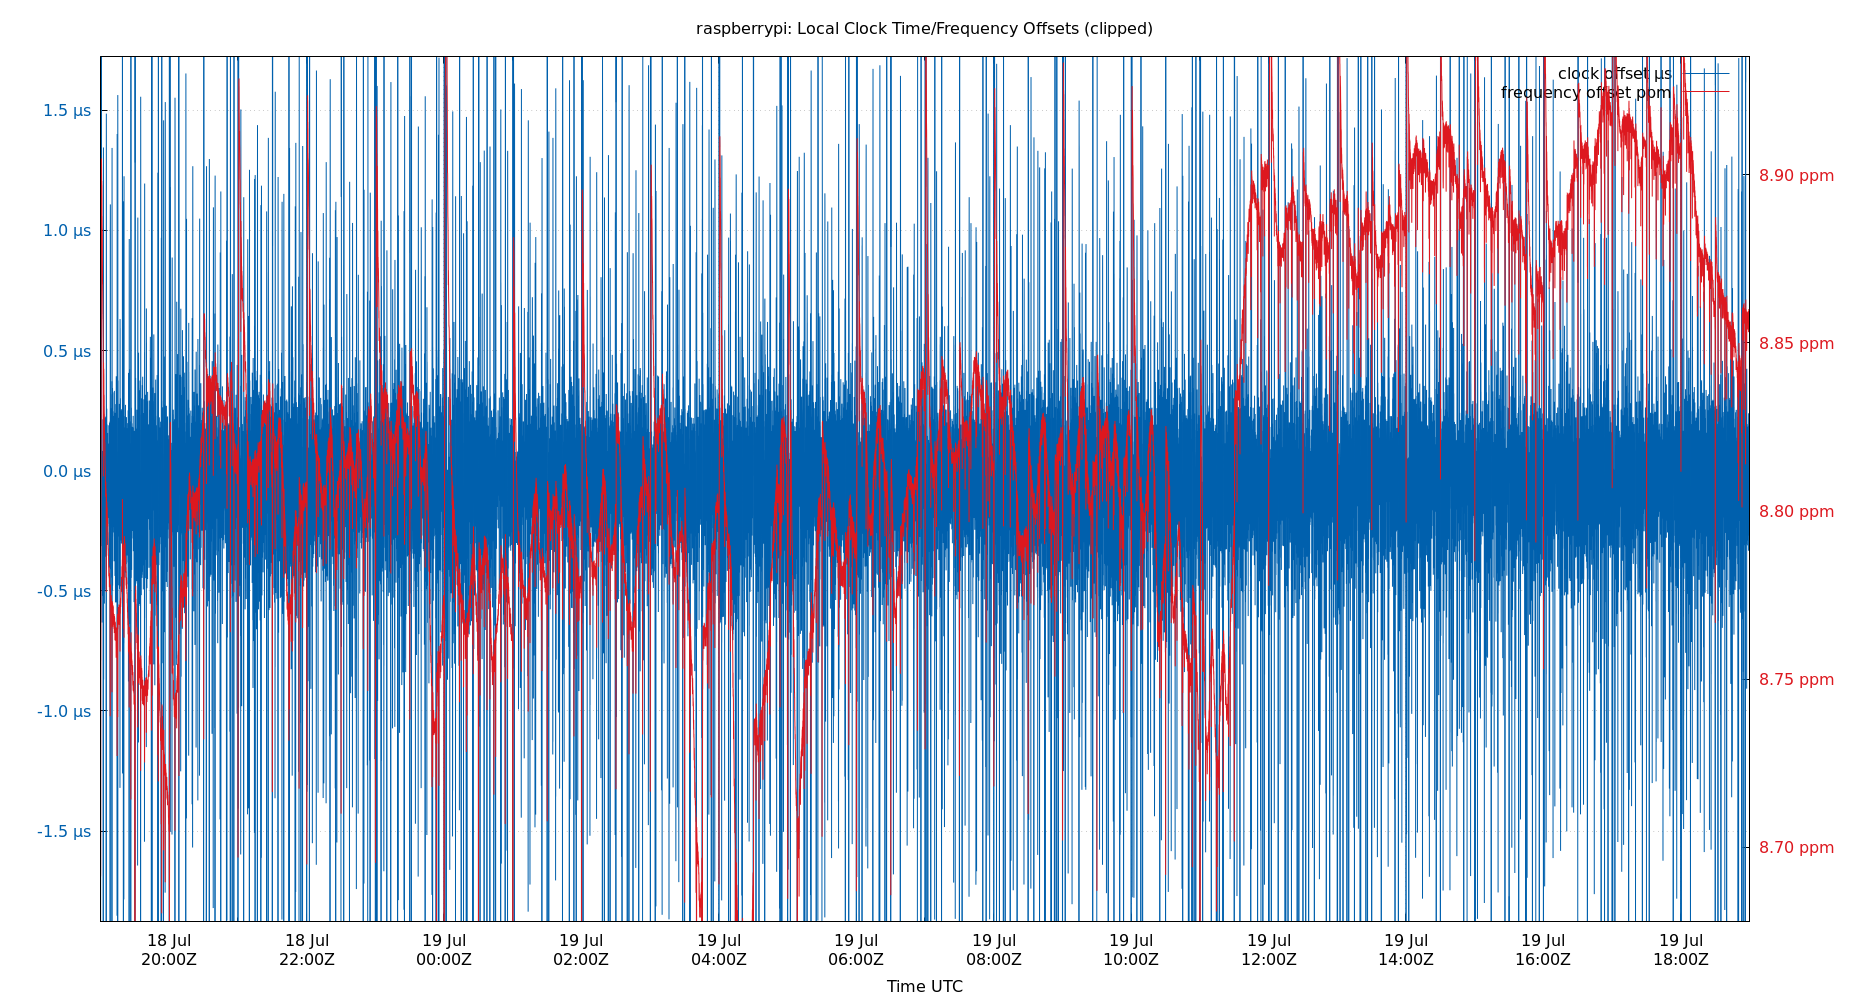 raspberrypi: Local Clock Time/Frequency Offsets (clipped)
clock offset µs
frequency offset ppm
1.5 µs
1.0 µs
0.5 µs
0.0 µs
-0.5 µs
-1.0 µs
-1.5 µs
8.90 ppm
8.85 ppm
8.80 ppm
8.75 ppm
8.70 ppm
18 Jul
20:00Z
18 Jul
22:00Z
19 Jul
00:00Z
19 Jul
02:00Z
19 Jul
04:00Z
19 Jul
06:00Z
19 Jul
08:00Z
19 Jul
10:00Z
19 Jul
12:00Z
19 Jul
14:00Z
19 Jul
16:00Z
19 Jul
18:00Z
Time UTC